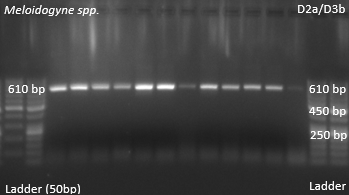 Meloidogyne spp. D2a/D3b
610 bp 610 bp
450 bp
250 bp
Ladder (50bp) Ladder